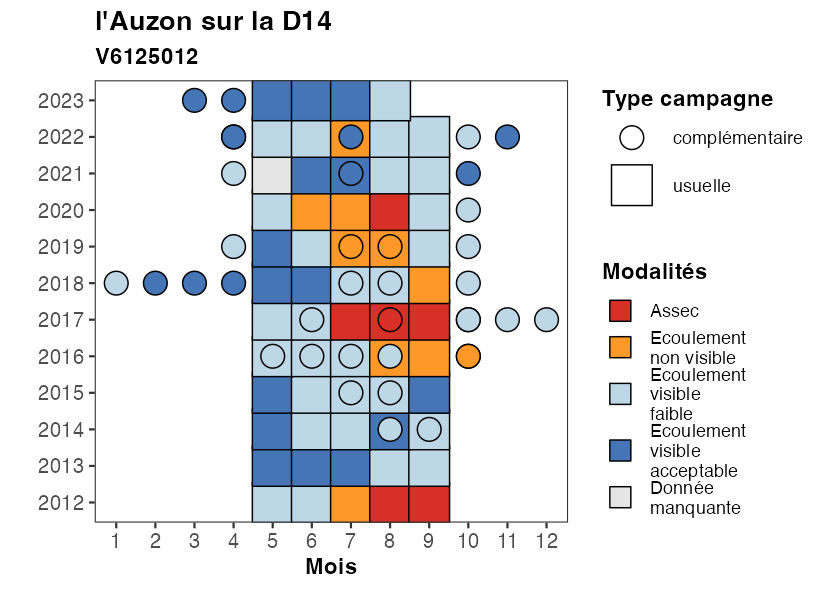 l'Auzon sur la D14
V6125012
2023
2022
2021
2020
2019
2018
2017
2016
2015
2014
2013
2012
1 2 3 4 5 6 7 8 9 10 11 12
Mois
Type campagne
complémentaire
usuelle
Modalités
Assec
Ecoulement
non visible
Ecoulement
visible
faible
Ecoulement
visible
acceptable
Donnée
manquante